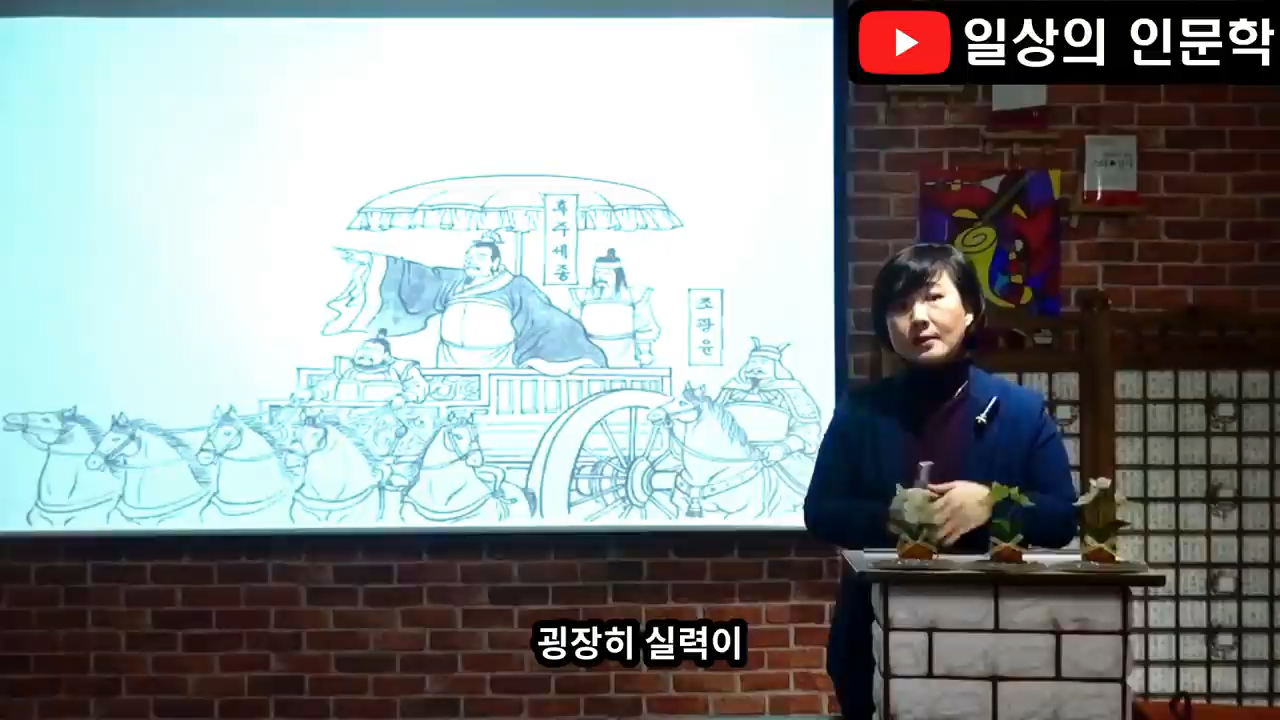 일상의 인문학
후주세종
조광윤
굉장히 실력이